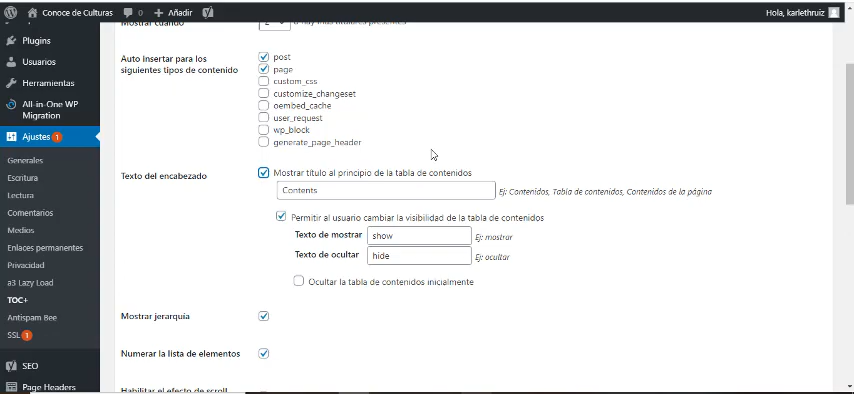 Conoce de Culturas 0 Añadir Hola, karlethruiz
Mostrar cuando
Plugins
Usuarios
Herramientas
All-in-One WP
Migration
Ajustes 1
Generales
Escritura
Lectura
Comentarios
Medios
Enlaces permanentes
Privacidad
a3 Lazy Load
TOC+
Antispam Bee
SSL 1
SEO
Page Headers
Auto insertar para los
siguientes tipos de contenido
post
page
custom_css
customize_changeset
oembed_cache
user_request
wp_block
generate_page_header
Texto del encabezado
Mostrar título al principio de la tabla de contenidos
Contents Ej: Contenidos, Tabla de contenidos, Contenidos de la página
Permitir al usuario cambiar la visibilidad de la tabla de contenidos
Texto de mostrar show Ej: mostrar
Texto de ocultar hide Ej: ocultar
Ocultar la tabla de contenidos inicialmente
Mostrar jerarquía
Numerar la lista de elementos
Habilitar el efecto de scroll